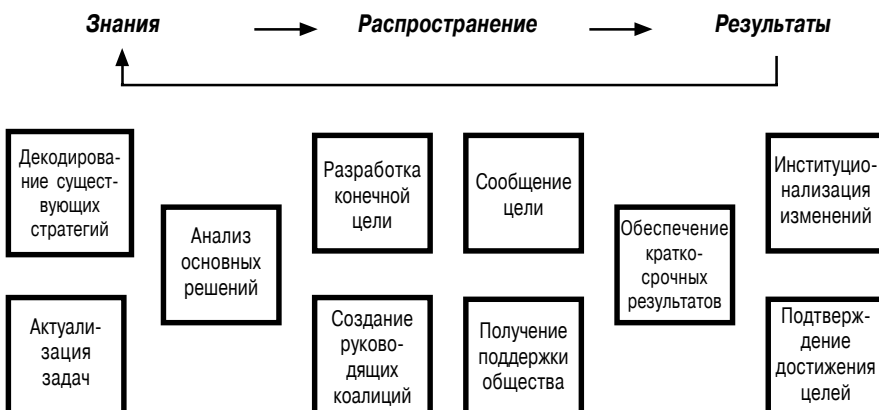 Знания Распространение Результаты
Декодирова-
ние сущест-
вующих
стратегий
Актуали-
зация
задач
Анализ
основных
решений
Разработка
конечной
цели
Создание
руково-
дящих
коалиций
Сообщение
цели
Получение
поддержки
общества
Обеспечение
кратко-
срочных
результатов
Институцио-
нализация
изменений
Подтверж-
дение
достижения
целей